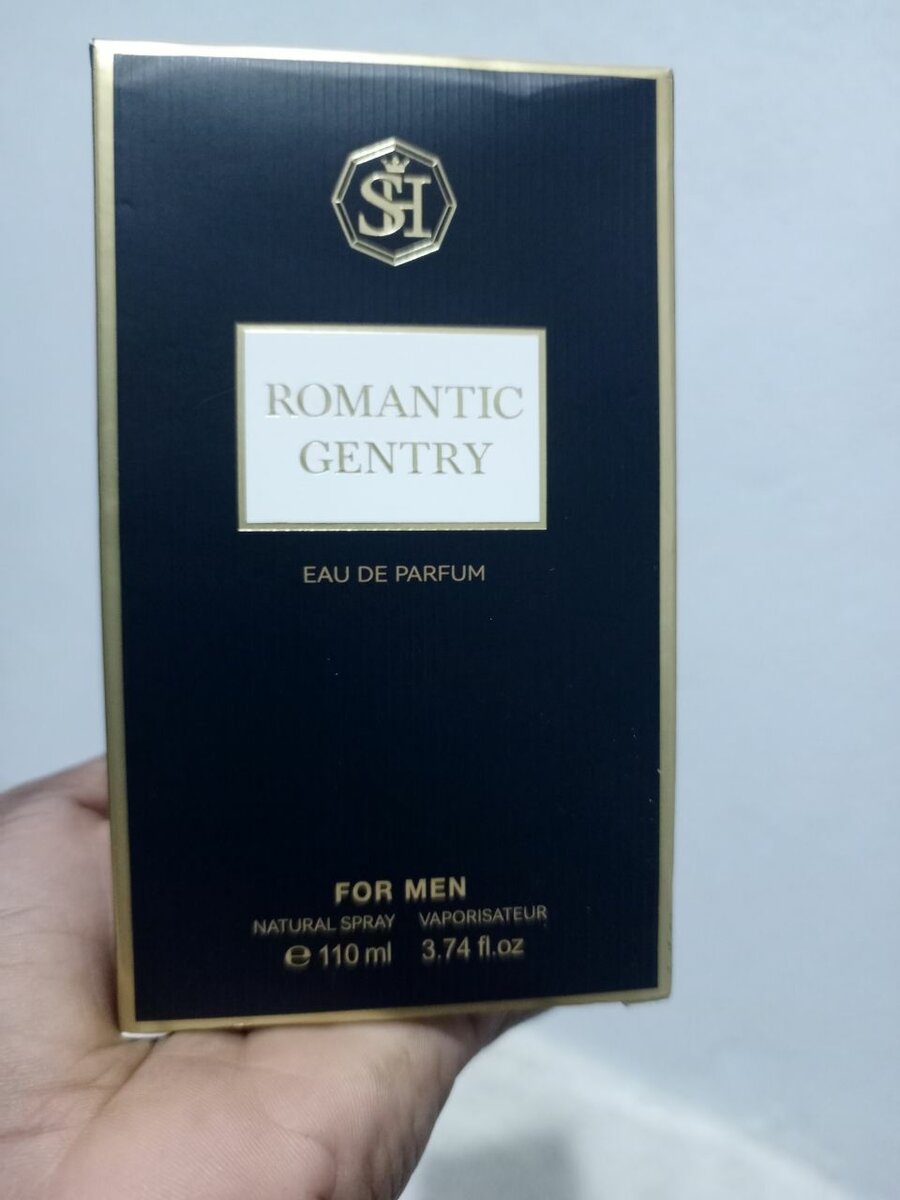 SH
ROMANTIC
GENTRY
EAU DE PARFUM
FOR MEN
NATURAL SPRAY VAPORISATEUR
℮ 110 ml 3.74 fl.oz